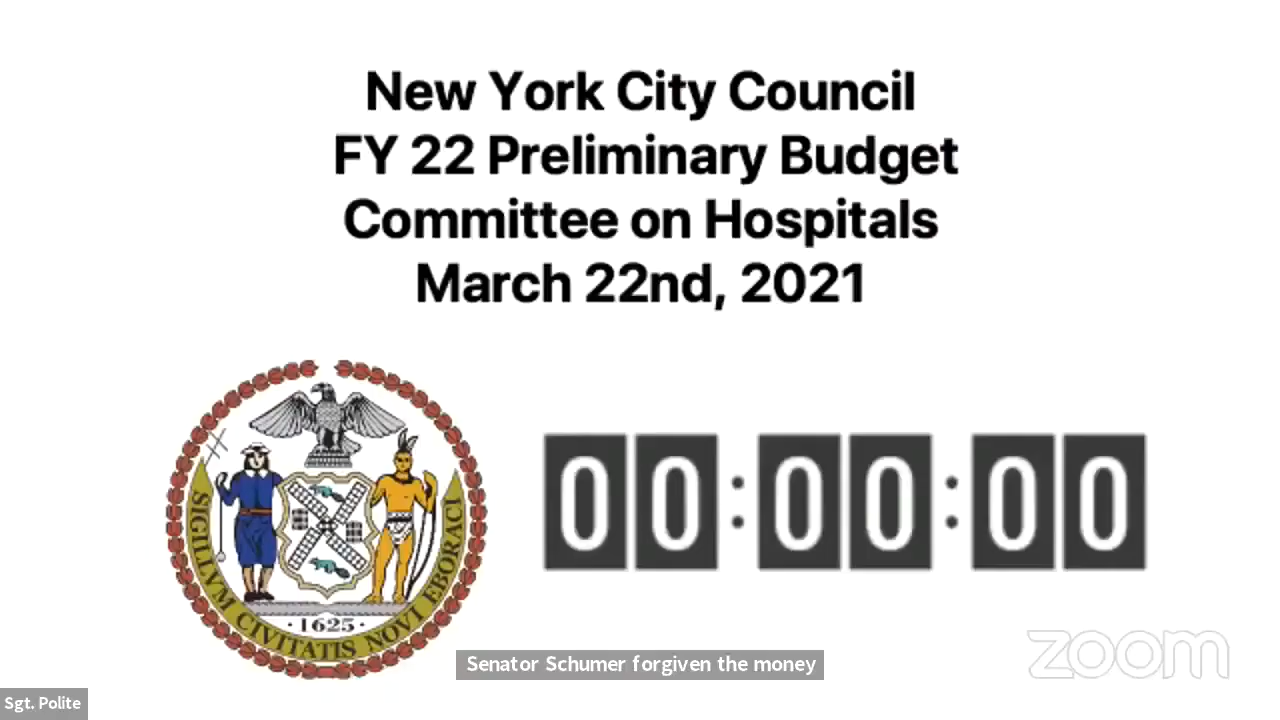 New York City Council
FY 22 Preliminary Budget
Committee on Hospitals
March 22nd, 2021
SIGILLVM CIVITATIS NOVI EBORACI
· 1625 ·
00:00:00
Senator Schumer forgiven the money
zoom
Sgt. Polite